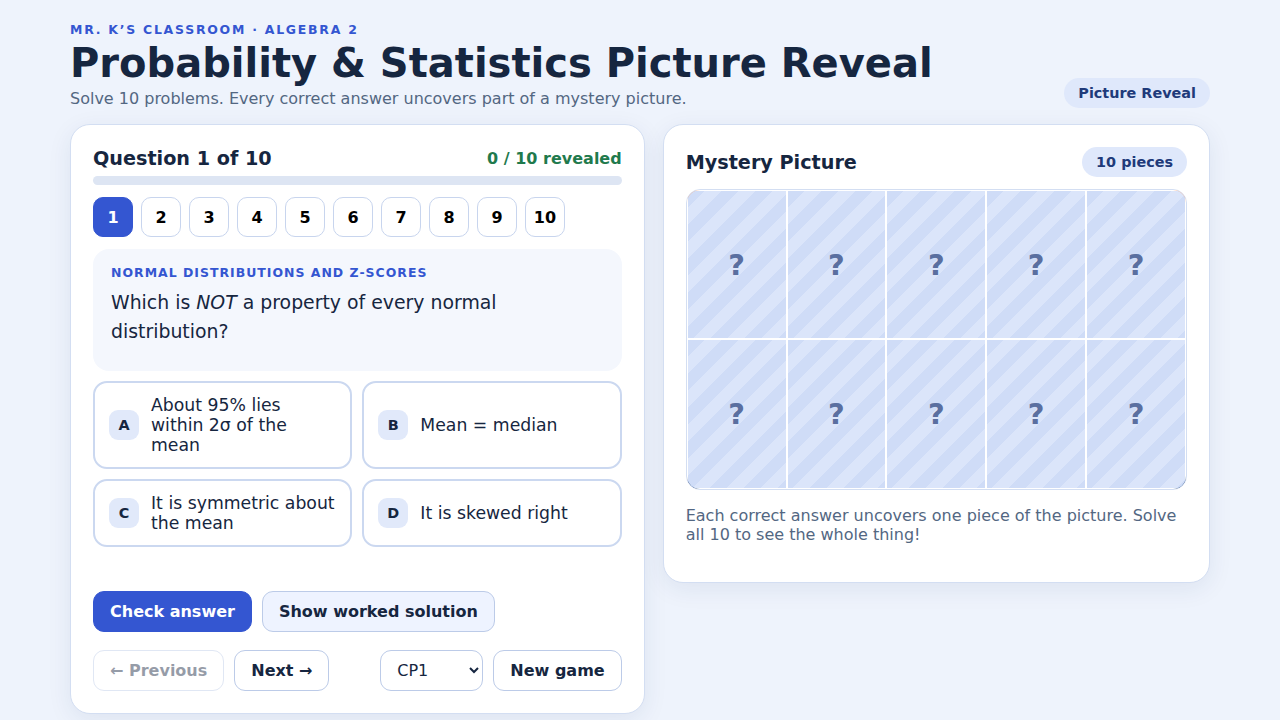 MR. K’S CLASSROOM · ALGEBRA 2
Probability & Statistics Picture Reveal
Solve 10 problems. Every correct answer uncovers part of a mystery picture.
Picture Reveal
Question 1 of 10
0 / 10 revealed
1 2 3 4 5 6 7 8 9 10
NORMAL DISTRIBUTIONS AND Z-SCORES
Which is NOT a property of every normal
distribution?
A About 95% lies
within 2σ of the
mean
B Mean = median
C It is symmetric about
the mean
D It is skewed right
Check answer
Show worked solution
← Previous
Next →
CP1
New game
Mystery Picture
10 pieces
? ? ? ? ?
? ? ? ? ?
Each correct answer uncovers one piece of the picture. Solve
all 10 to see the whole thing!